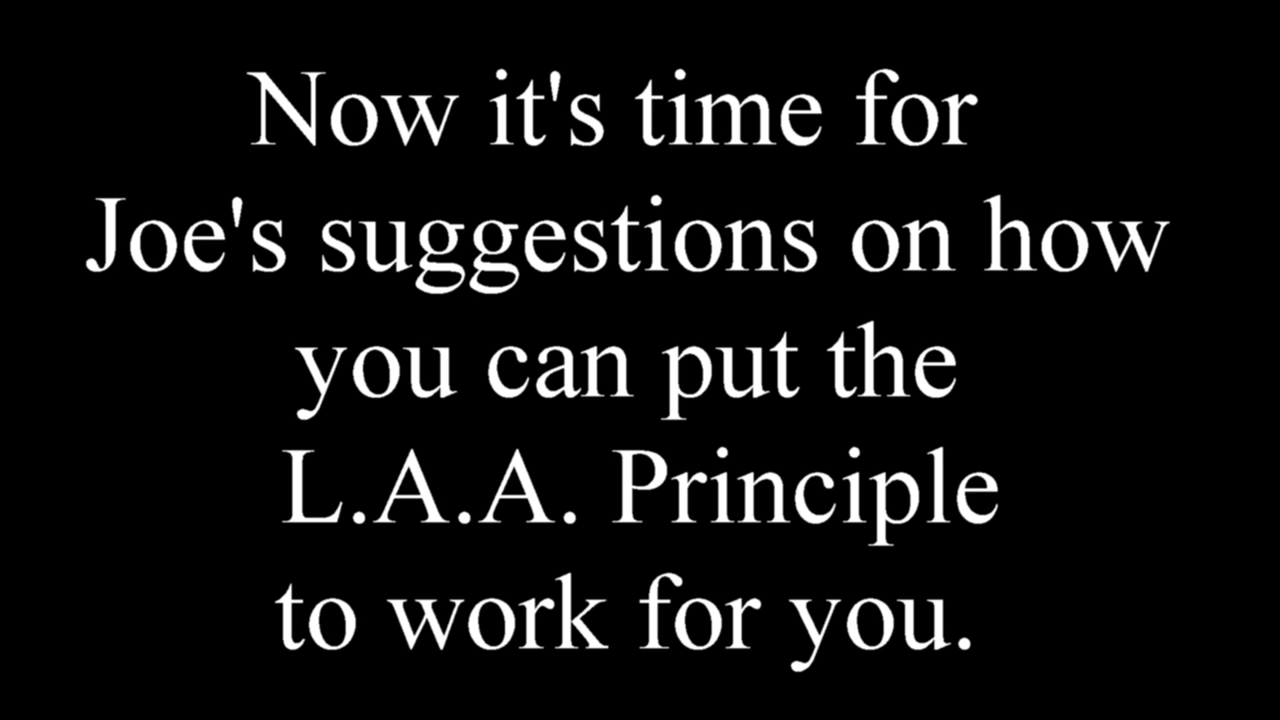 Now it's time for
Joe's suggestions on how
you can put the
L.A.A. Principle
to work for you.